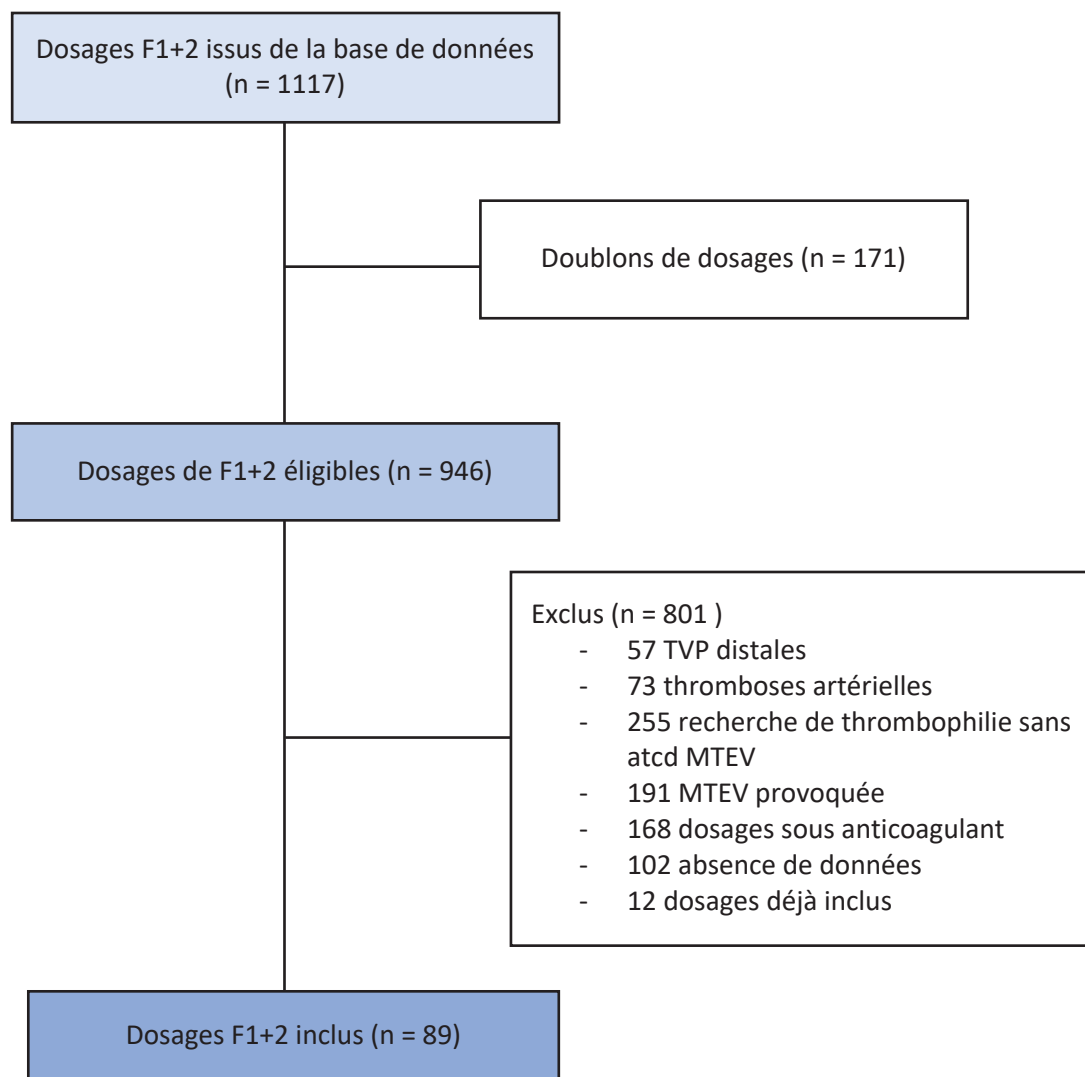 Dosages F1+2 issus de la base de données
(n = 1117)
Doublons de dosages (n = 171)
Dosages de F1+2 éligibles (n = 946)
Exclus (n = 801 )
- 57 TVP distales
- 73 thromboses artérielles
- 255 recherche de thrombophilie sans
atcd MTEV
- 191 MTEV provoquée
- 168 dosages sous anticoagulant
- 102 absence de données
- 12 dosages déjà inclus
Dosages F1+2 inclus (n = 89)